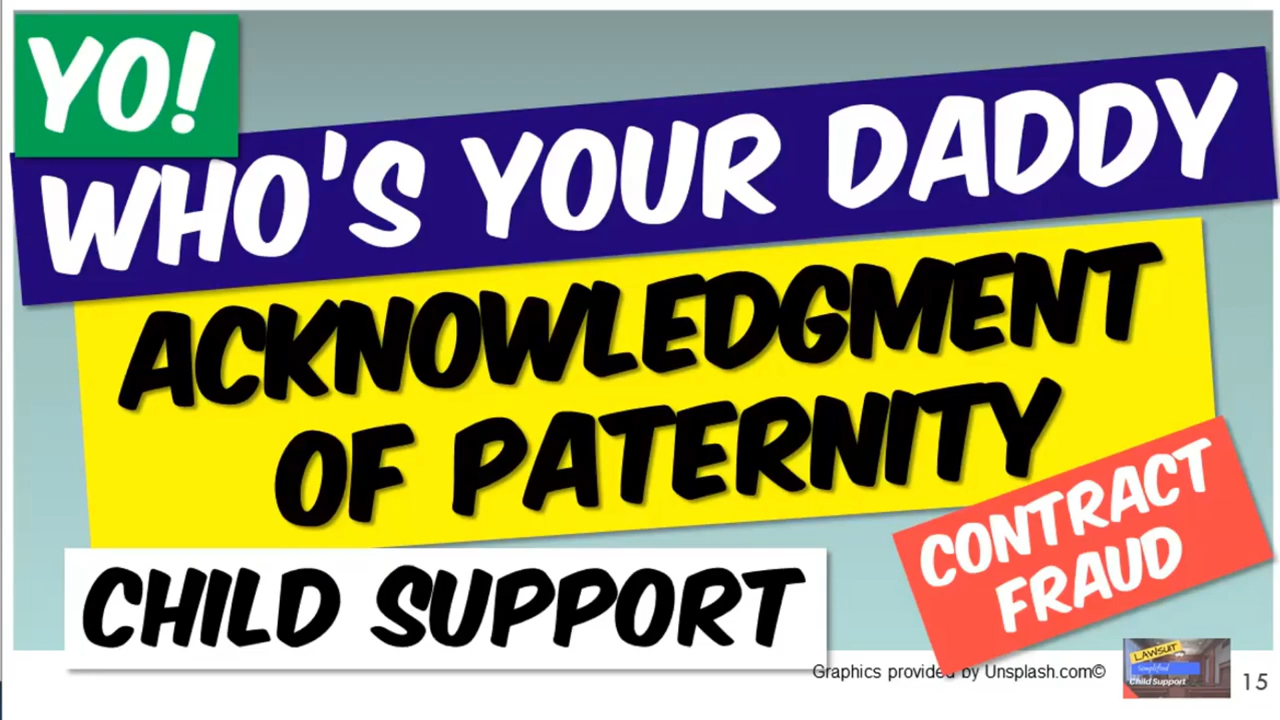 YO!
WHO'S YOUR DADDY
ACKNOWLEDGMENT
OF PATERNITY
CONTRACT
FRAUD
CHILD SUPPORT
Graphics provided by Unsplash.com©
LAWSUIT
Simplified
Child Support
15